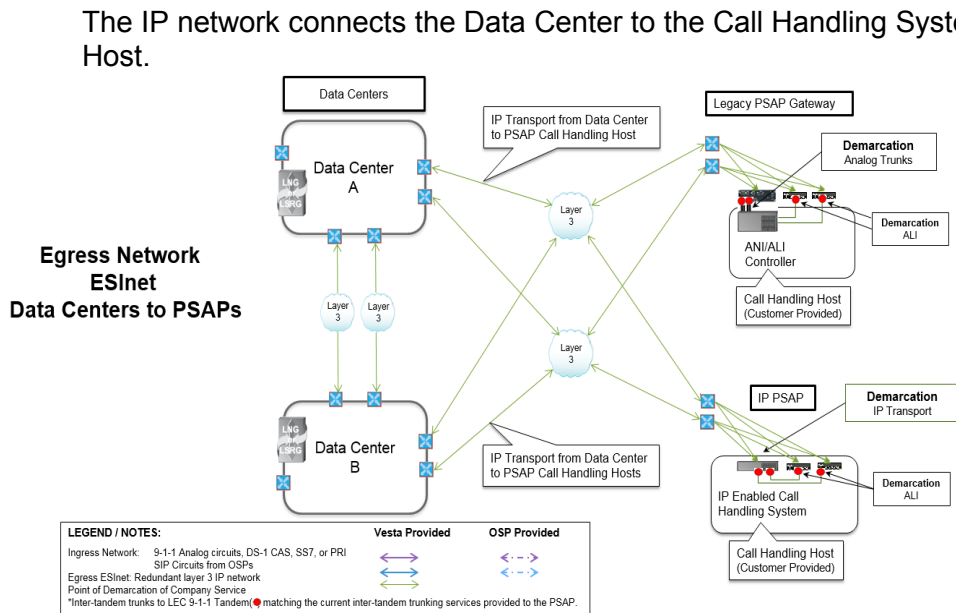 The IP network connects the Data Center to the Call Handling Syste
Host.
Data Centers
Legacy PSAP Gateway
IP Transport from Data Center
to PSAP Call Handling Host
Demarcation
Analog Trunks
Data Center
A
LNG
LSRG
Layer
3
Demarcation
ALI
ANI/ALI
Controller
Egress Network
ESInet
Data Centers to PSAPs
Layer
3
Layer
3
Call Handling Host
(Customer Provided)
Layer
3
IP PSAP
Demarcation
IP Transport
Data Center
B
LNG
LSRG
IP Transport from Data Center
to PSAP Call Handling Hosts
Demarcation
ALI
IP Enabled Call
Handling System
Call Handling Host
(Customer Provided)
LEGEND / NOTES:
Vesta Provided
OSP Provided
Ingress Network: 9-1-1 Analog circuits, DS-1 CAS, SS7, or PRI
SIP Circuits from OSPs
Egress ESInet: Redundant layer 3 IP network
Point of Demarcation of Company Service
*Inter-tandem trunks to LEC 9-1-1 Tandem( matching the current inter-tandem trunking services provided to the PSAP.